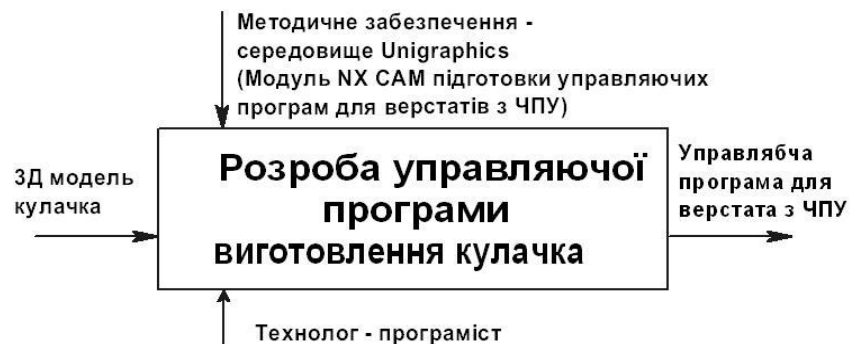 Методичне забезпечення -
середовище Unigraphics
(Модуль NX CAM підготовки управляючих
програм для верстатів з ЧПУ)
3Д модель
кулачка
Розроба управляючої
програми
виготовлення кулачка
Управлябча
програма для
верстата з ЧПУ
Технолог - програміст